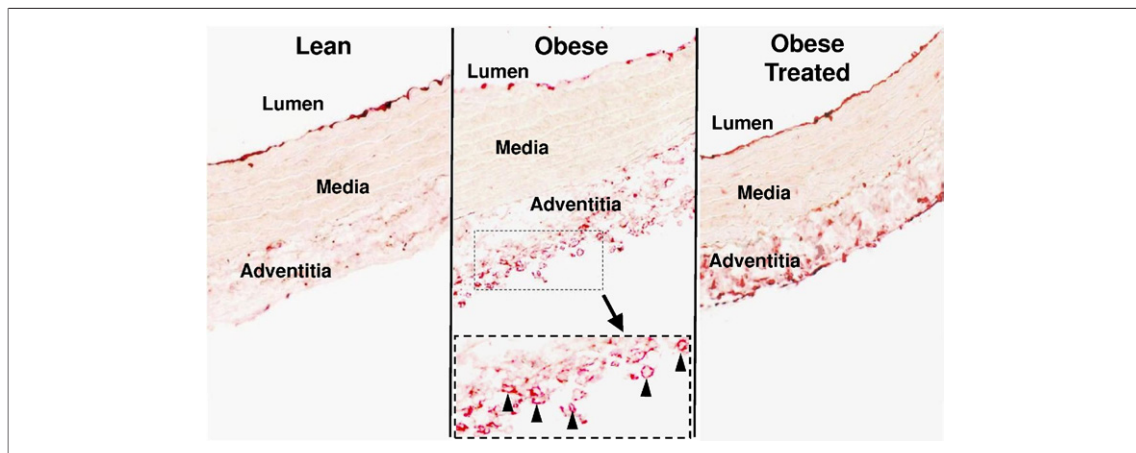 Lean
Lumen
Media
Adventitia
Obese
Lumen
Media
Adventitia
Obese
Treated
Lumen
Media
Adventitia